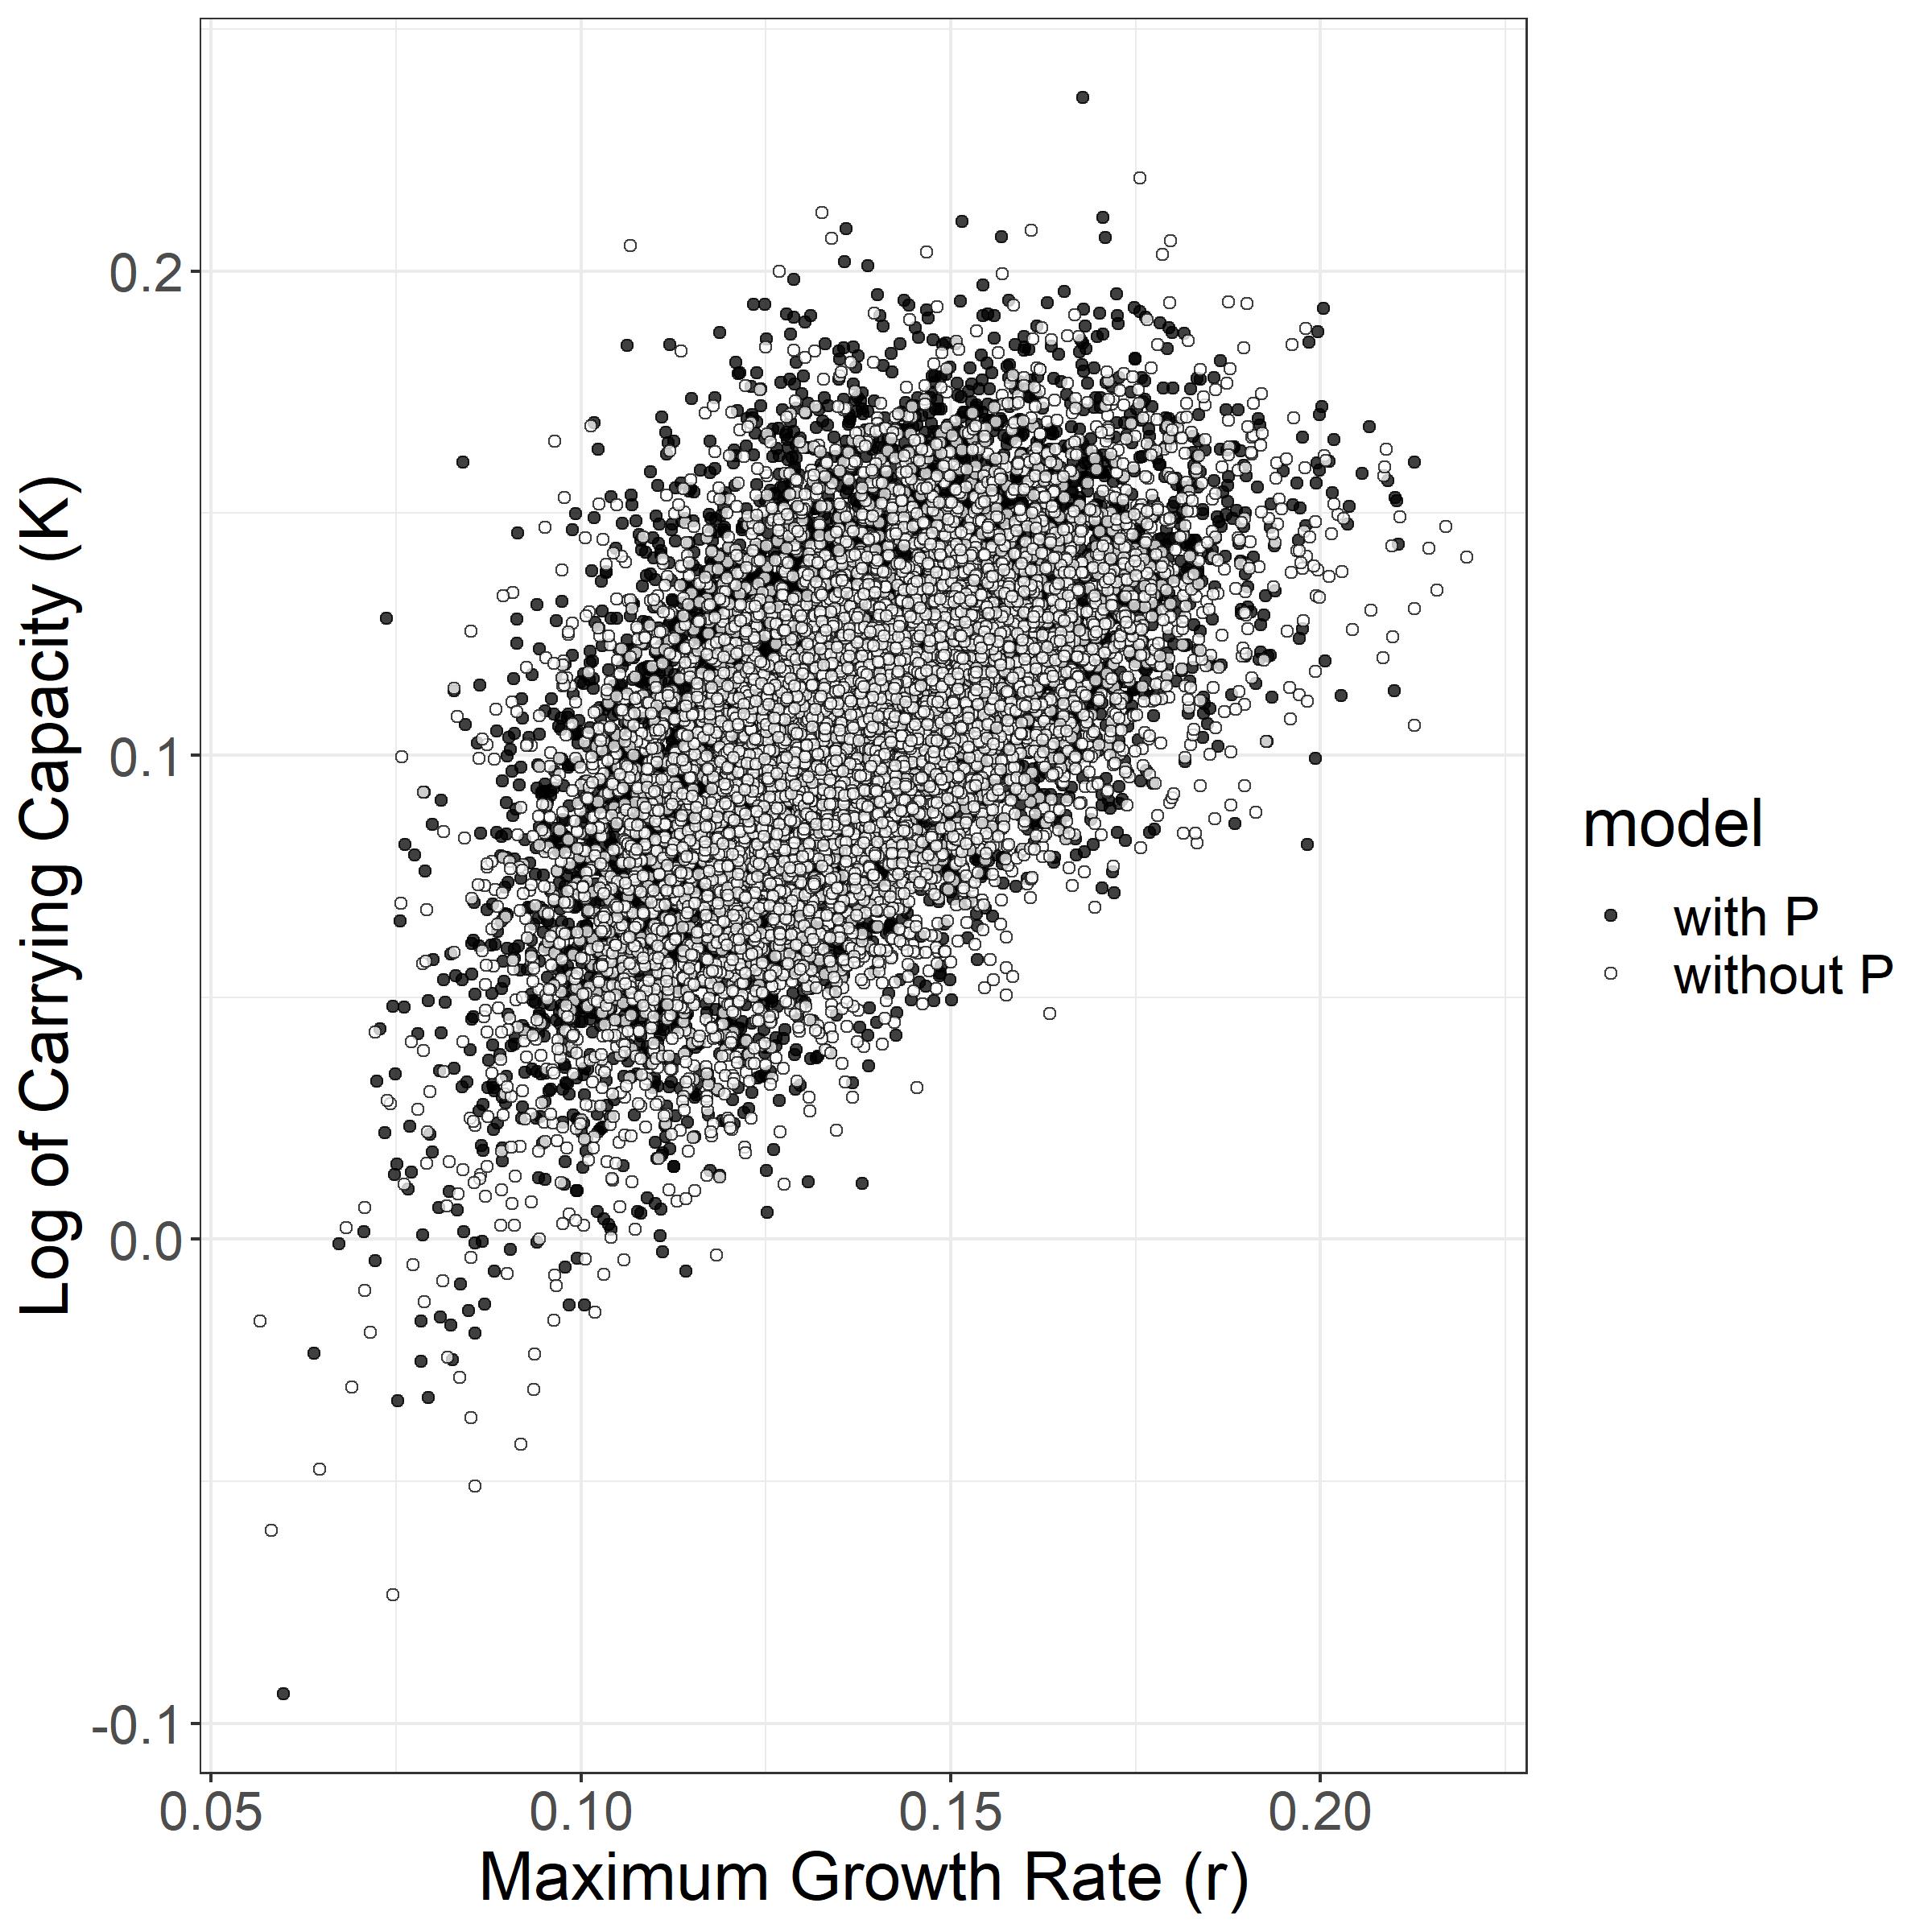 Log of Carrying Capacity (K)
0.2
0.1
0.0
-0.1
0.05 0.10 0.15 0.20
Maximum Growth Rate (r)
model
with P
without P